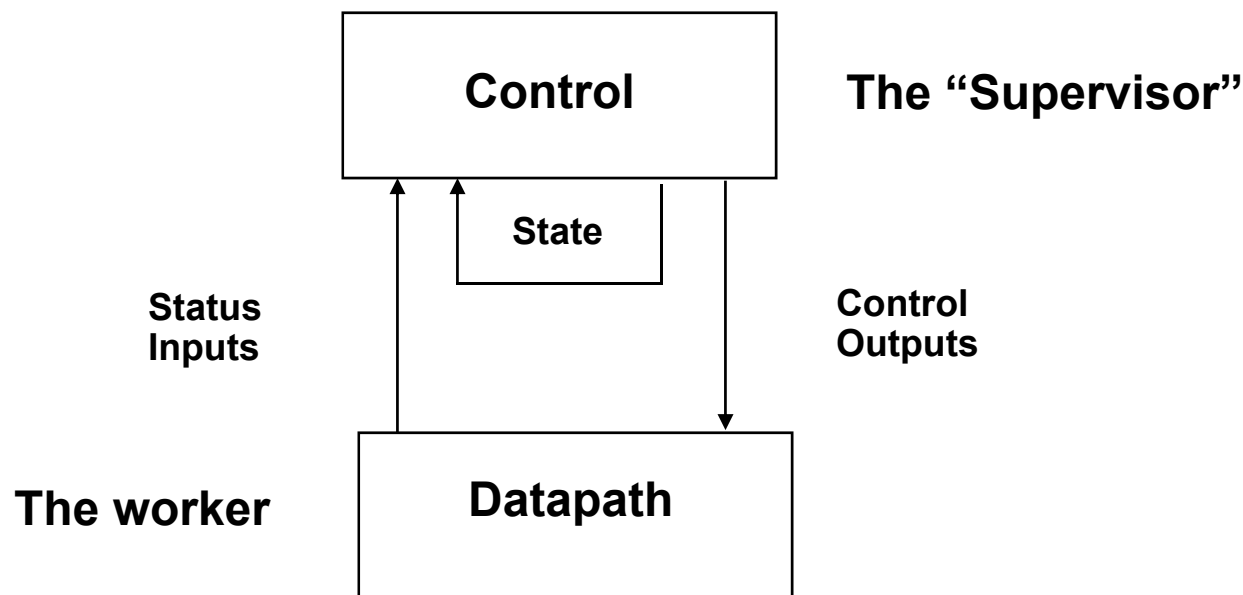 Control
The “Supervisor”
State
Status
Inputs
Control
Outputs
The worker
Datapath